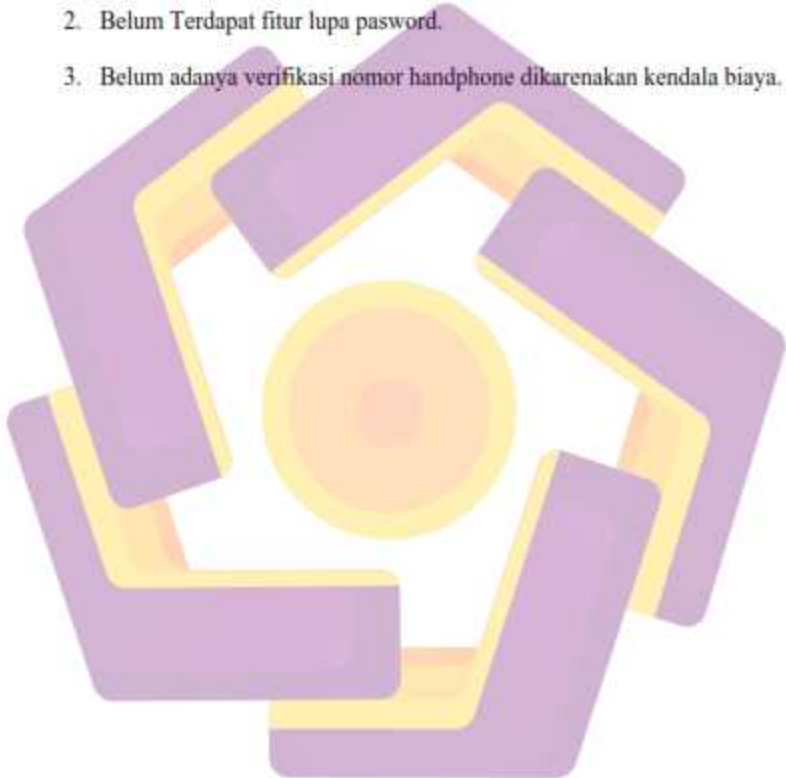 2. Belum Terdapat fitur lupa pasword.
3. Belum adanya verifikasi nomor handphone dikarenakan kendala biaya.